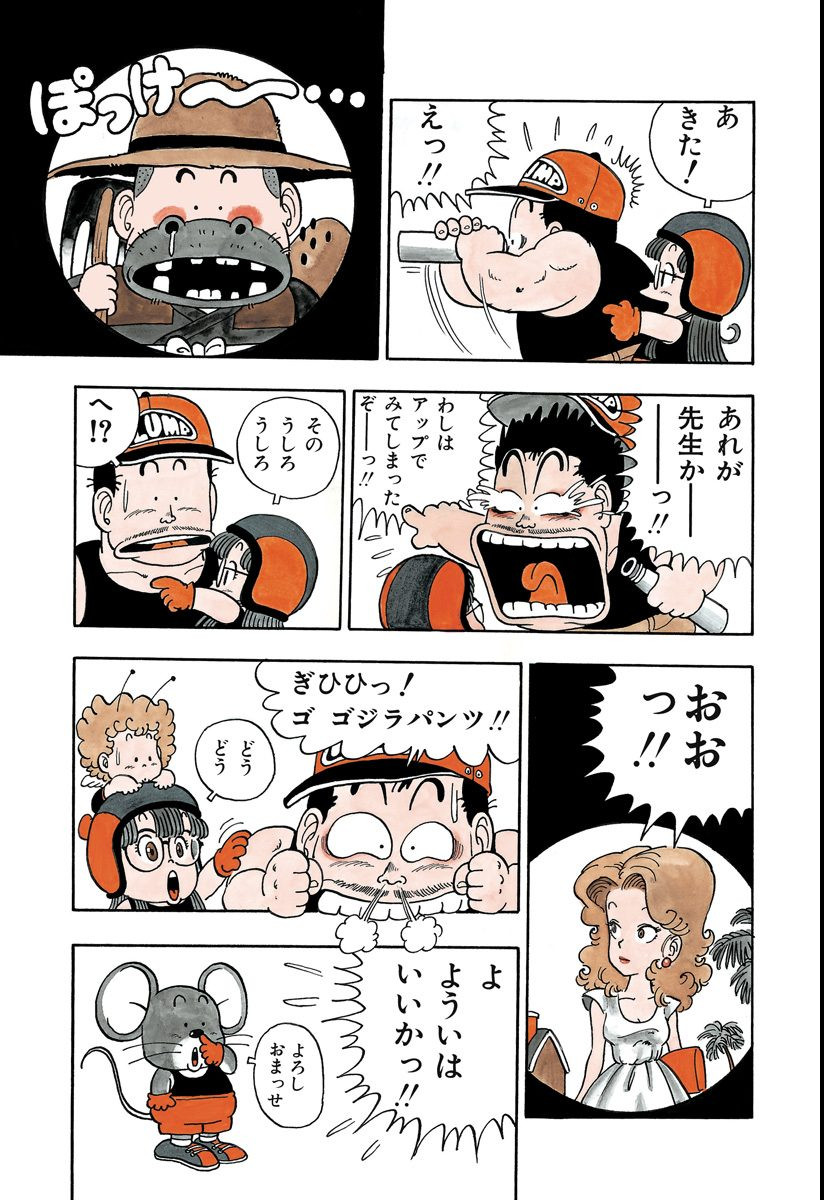 あ
きた！
えっ!!
LUMP
ぽっけ〜〜・・・
あれが
先生か―
――っ!!
わしは
アップで
みてしまった
ぞ――っ!!
その
うしろ
うしろ
へ!?
LUMP
おお
っ!!
ぎひひっ！
ゴ ゴジラパンツ!!
どう
どう
よ
よういは
いいかっ!!
よろし
おまっせ